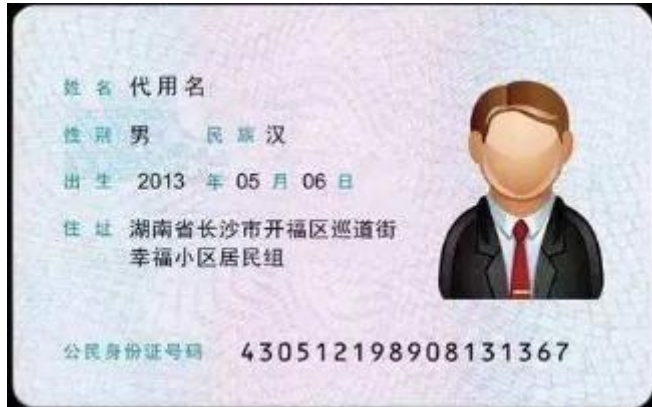 姓名 代用名
性别 男 民族 汉
出生 2013 年 05 月 06 日
住址 湖南省长沙市开福区巡道街
幸福小区居民组
公民身份证号码 430512198908131367